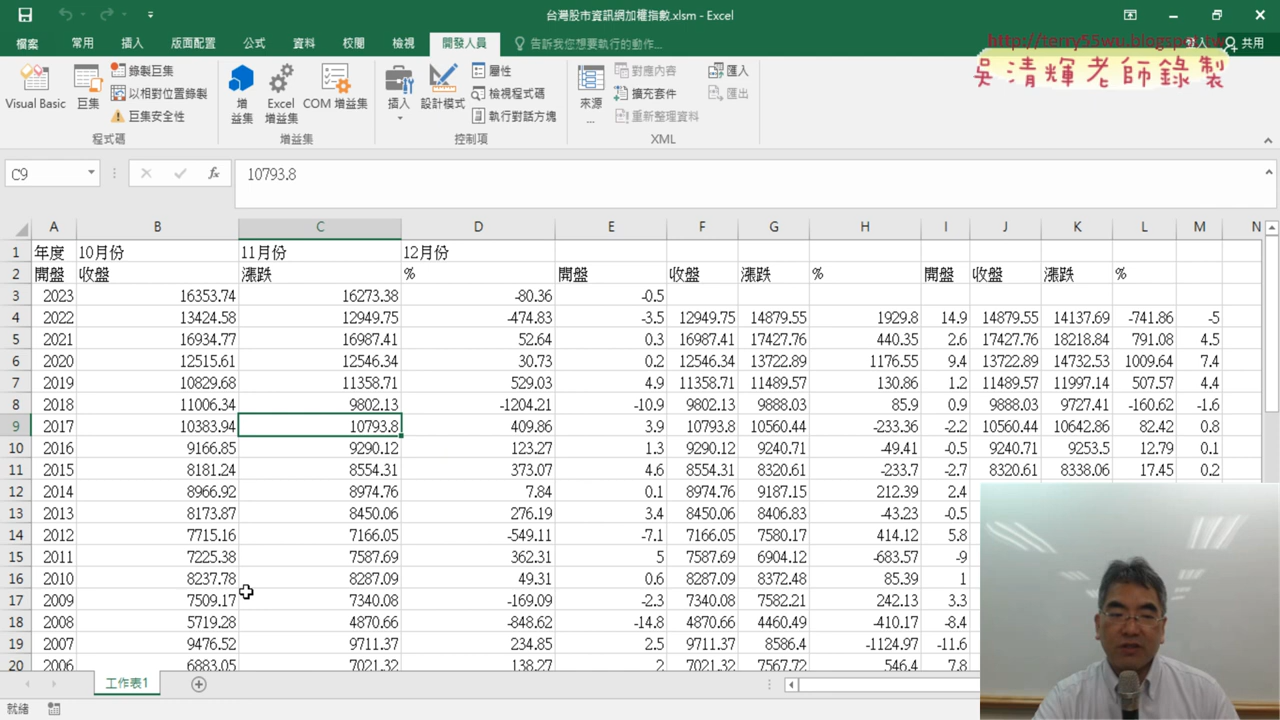 台灣股市資訊網加權指數.xlsm - Excel
檔案 常用 插入 版面配置 公式 資料 校閱 檢視 開發人員 告訴我您想要執行的動作... 登入 共用
http://terry55wu.blogspot.tw
吳清輝老師錄製
Visual Basic 巨集 錄製巨集 以相對位置錄製 巨集安全性
增益集 Excel 增益集 COM 增益集
插入 設計模式 屬性 檢視程式碼 執行對話方塊
來源... 對應內容 擴充套件 重新整理資料 匯入 匯出
程式碼 增益集 控制項 XML
C9 fx 10793.8
A B C D E F G H I J K L M N
1 年度 10月份 11月份 12月份
2 開盤 收盤 漲跌 % 開盤 收盤 漲跌 % 開盤 收盤 漲跌 %
3 2023 16353.74 16273.38 -80.36 -0.5
4 2022 13424.58 12949.75 -474.83 -3.5 12949.75 14879.55 1929.8 14.9 14879.55 14137.69 -741.86 -5
5 2021 16934.77 16987.41 52.64 0.3 16987.41 17427.76 440.35 2.6 17427.76 18218.84 791.08 4.5
6 2020 12515.61 12546.34 30.73 0.2 12546.34 13722.89 1176.55 9.4 13722.89 14732.53 1009.64 7.4
7 2019 10829.68 11358.71 529.03 4.9 11358.71 11489.57 130.86 1.2 11489.57 11997.14 507.57 4.4
8 2018 11006.34 9802.13 -1204.21 -10.9 9802.13 9888.03 85.9 0.9 9888.03 9727.41 -160.62 -1.6
9 2017 10383.94 10793.8 409.86 3.9 10793.8 10560.44 -233.36 -2.2 10560.44 10642.86 82.42 0.8
10 2016 9166.85 9290.12 123.27 1.3 9290.12 9240.71 -49.41 -0.5 9240.71 9253.5 12.79 0.1
11 2015 8181.24 8554.31 373.07 4.6 8554.31 8320.61 -233.7 -2.7 8320.61 8338.06 17.45 0.2
12 2014 8966.92 8974.76 7.84 0.1 8974.76 9187.15 212.39 2.4
13 2013 8173.87 8450.06 276.19 3.4 8450.06 8406.83 -43.23 -0.5
14 2012 7715.16 7166.05 -549.11 -7.1 7166.05 7580.17 414.12 5.8
15 2011 7225.38 7587.69 362.31 5 7587.69 6904.12 -683.57 -9
16 2010 8237.78 8287.09 49.31 0.6 8287.09 8372.48 85.39 1
17 2009 7509.17 7340.08 -169.09 -2.3 7340.08 7582.21 242.13 3.3
18 2008 5719.28 4870.66 -848.62 -14.8 4870.66 4460.49 -410.17 -8.4
19 2007 9476.52 9711.37 234.85 2.5 9711.37 8586.4 -1124.97 -11.6
20 2006 6883.05 7021.32 138.27 2 7021.32 7567.72 546.4 7.8
工作表1
就緒